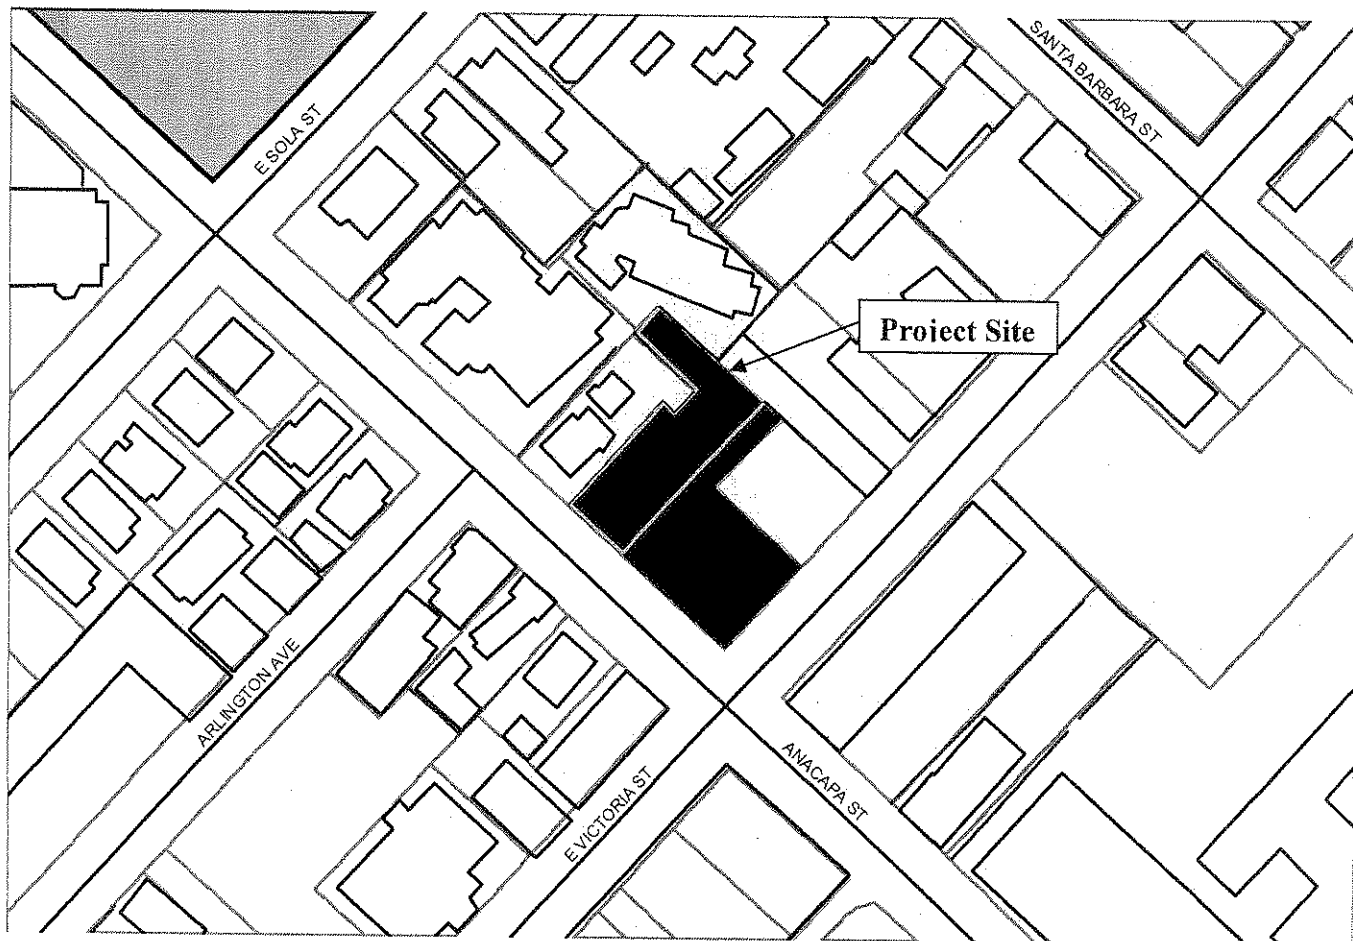 SANTA BARBARA ST
E SOLA ST
Project Site
ARLINGTON AVE
E VICTORIA ST
ANACAPA ST